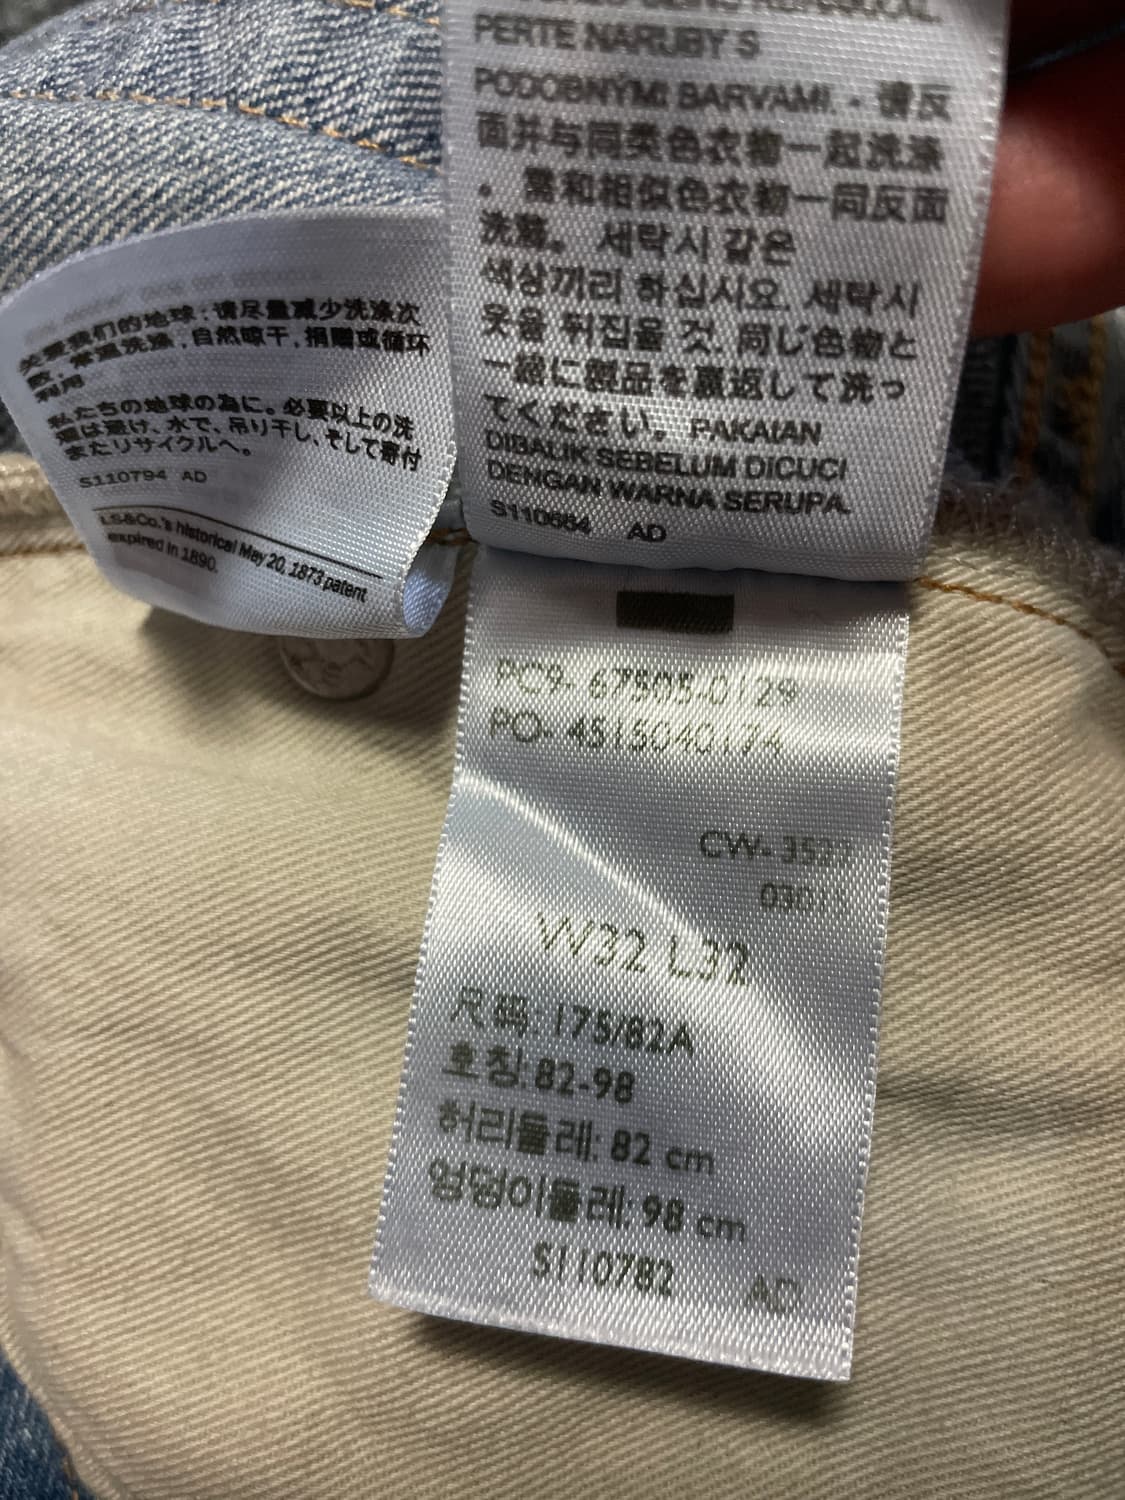 PERTE NARUBY S
PODOBNÝMI BARVAMI. - 请反
面并与同类色衣物一起洗涤
。需和相似色衣物一同反面
洗滌。 세탁시 같은
색상끼리 하십시오. 세탁시
옷을 뒤집을 것. 同じ色物と
一緒に製品を裏返して洗っ
てください。 PAKAIAN
DIBALIK SEBELUM DICUCI
DENGAN WARNA SERUPA.
S110664 AD
关爱我们的地球:请尽量减少洗涤次
数,常温洗涤,自然晾干,捐赠或循环
利用
私たちの地球の為に。必要以上の洗
濯は避け、水で、吊り干し、そして寄付
またリサイクルへ。
S110794 AD
LS&Co.'s historical May 20, 1873 patent
expired in 1890.
PC9- 67505-0129
PO- 4515040174
CW-
W32 L32
尺码: 175/82A
호칭: 82-98
허리둘레: 82 cm
엉덩이둘레: 98 cm
S110782 AD